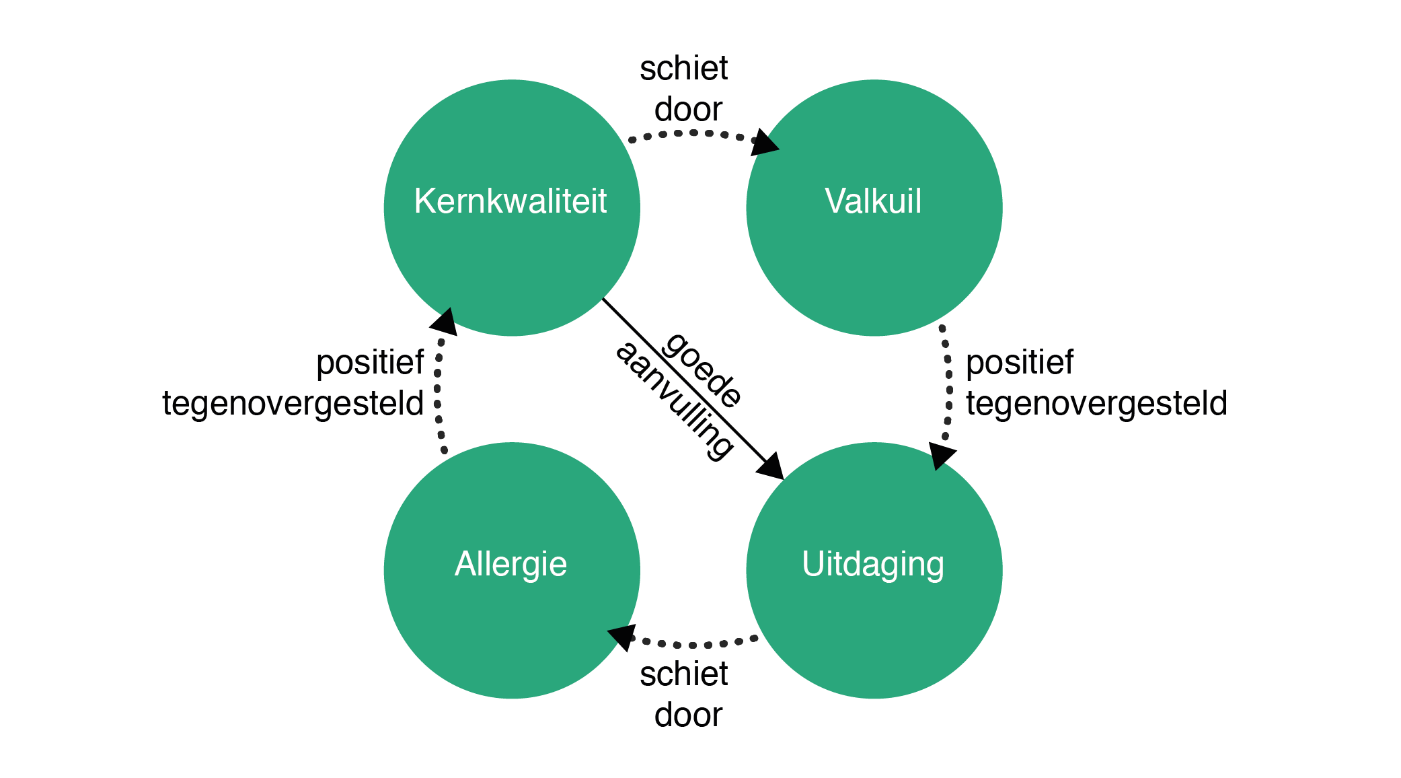 schiet
door
Kernkwaliteit
Valkuil
positief
tegenovergesteld
goede
aanvulling
positief
tegenovergesteld
Allergie
Uitdaging
schiet
door